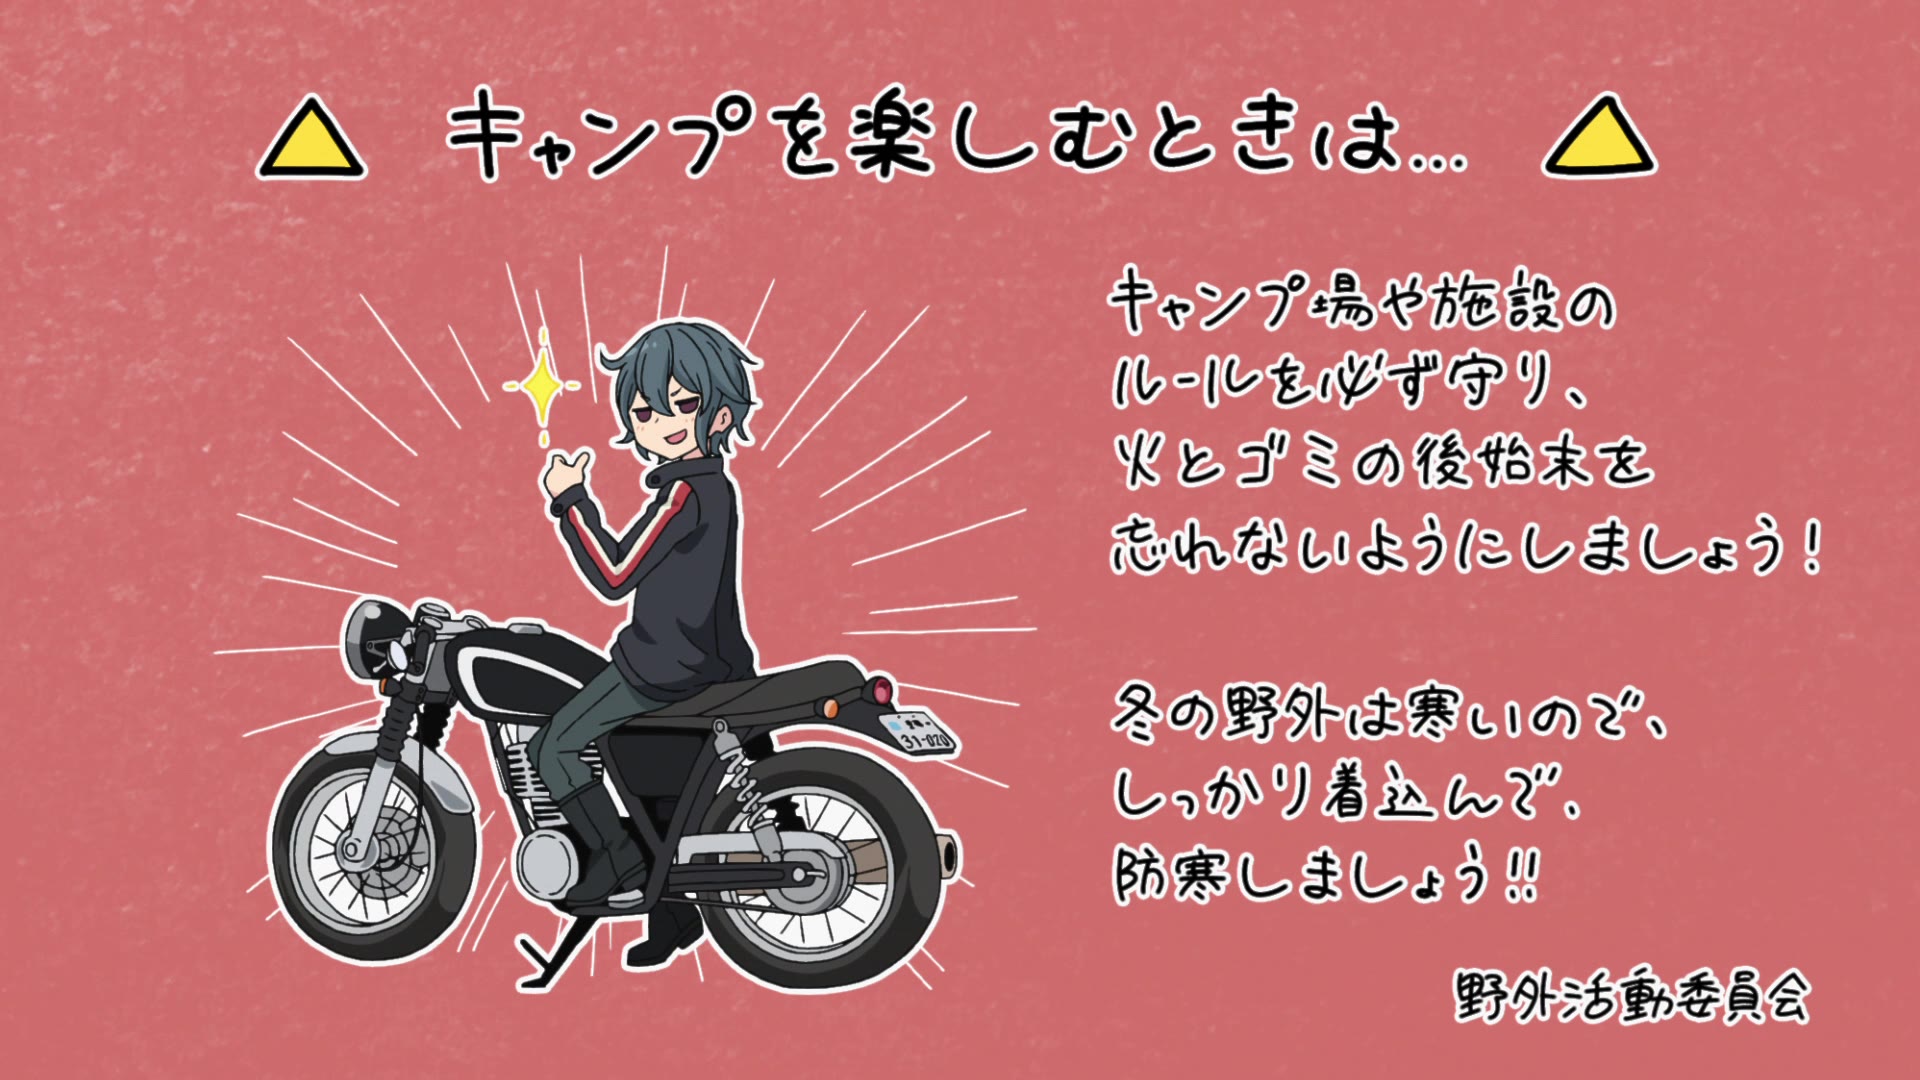 キャンプを楽しむときは…
キャンプ場や施設の
ルールを必ず守り、
火とゴミの後始末を
忘れないようにしましょう！
冬の野外は寒いので、
しっかり着込んで、
防寒しましょう!!
31-020
野外活動委員会